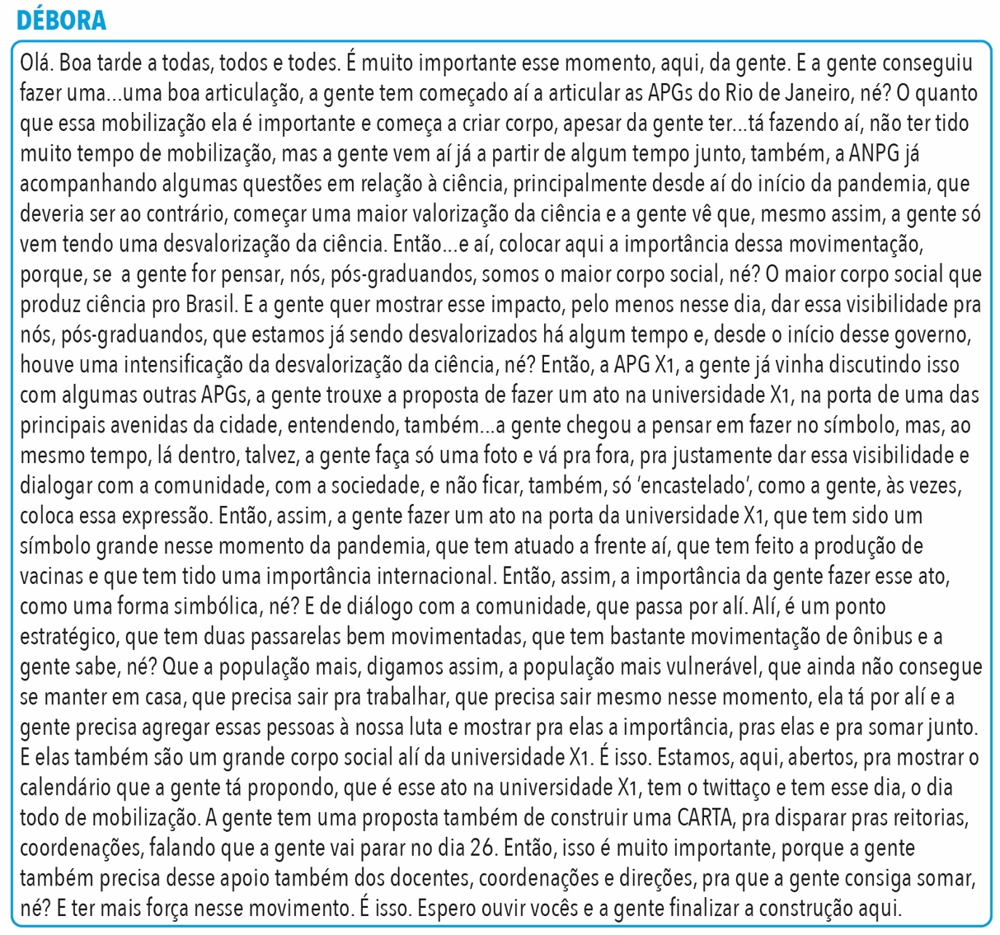 DÉBORA
Olá. Boa tarde a todas, todos e todes. É muito importante esse momento, aqui, da gente. E a gente conseguiu
fazer uma...uma boa articulação, a gente tem começado aí a articular as APGs do Rio de Janeiro, né? O quanto
que essa mobilização ela é importante e começa a criar corpo, apesar da gente ter...tá fazendo aí, não ter tido
muito tempo de mobilização, mas a gente vem aí já a partir de algum tempo junto, também, a ANPG já
acompanhando algumas questões em relação à ciência, principalmente desde aí do início da pandemia, que
deveria ser ao contrário, começar uma maior valorização da ciência e a gente vê que, mesmo assim, a gente só
vem tendo uma desvalorização da ciência. Então...e aí, colocar aqui a importância dessa movimentação,
porque, se  a gente for pensar, nós, pós-graduandos, somos o maior corpo social, né? O maior corpo social que
produz ciência pro Brasil. E a gente quer mostrar esse impacto, pelo menos nesse dia, dar essa visibilidade pra
nós, pós-graduandos, que estamos já sendo desvalorizados há algum tempo e, desde o início desse governo,
houve uma intensificação da desvalorização da ciência, né? Então, a APG X1, a gente já vinha discutindo isso
com algumas outras APGs, a gente trouxe a proposta de fazer um ato na universidade X1, na porta de uma das
principais avenidas da cidade, entendendo, também...a gente chegou a pensar em fazer no símbolo, mas, ao
mesmo tempo, lá dentro, talvez, a gente faça só uma foto e vá pra fora, pra justamente dar essa visibilidade e
dialogar com a comunidade, com a sociedade, e não ficar, também, só ‘encastelado’, como a gente, às vezes,
coloca essa expressão. Então, assim, a gente fazer um ato na porta da universidade X1, que tem sido um
símbolo grande nesse momento da pandemia, que tem atuado a frente aí, que tem feito a produção de
vacinas e que tem tido uma importância internacional. Então, assim, a importância da gente fazer esse ato,
como uma forma simbólica, né? E de diálogo com a comunidade, que passa por alí. Alí, é um ponto
estratégico, que tem duas passarelas bem movimentadas, que tem bastante movimentação de ônibus e a
gente sabe, né? Que a população mais, digamos assim, a população mais vulnerável, que ainda não consegue
se manter em casa, que precisa sair pra trabalhar, que precisa sair mesmo nesse momento, ela tá por alí e a
gente precisa agregar essas pessoas à nossa luta e mostrar pra elas a importância, pras elas e pra somar junto.
E elas também são um grande corpo social alí da universidade X1. É isso. Estamos, aqui, abertos, pra mostrar o
calendário que a gente tá propondo, que é esse ato na universidade X1, tem o twittaço e tem esse dia, o dia
todo de mobilização. A gente tem uma proposta também de construir uma CARTA, pra disparar pras reitorias,
coordenações, falando que a gente vai parar no dia 26. Então, isso é muito importante, porque a gente
também precisa desse apoio também dos docentes, coordenações e direções, pra que a gente consiga somar,
né? E ter mais força nesse movimento. É isso. Espero ouvir vocês e a gente finalizar a construção aqui.